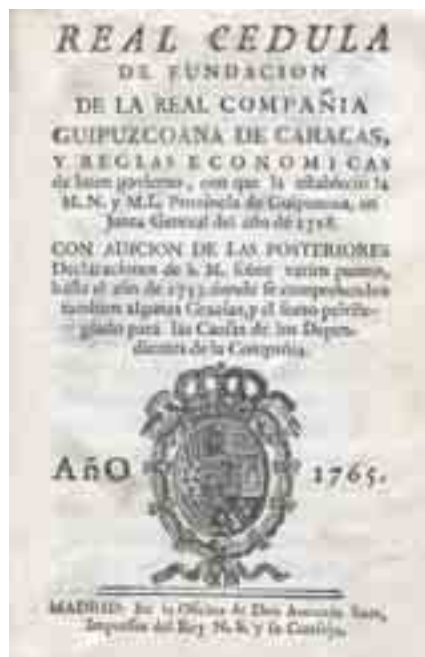 REAL CEDULA
DE FUNDACION
DE LA REAL COMPAÑIA
GUIPUZCOANA DE CARACAS,
Y REGLAS ECONOMICAS
de buen govierno, con que la estableciò la
M. N. y M. L. Provincia de Guipuzcoa, en
Junta General del año de 1728.
CON ADICION DE LAS POSTERIORES
Declaraciones de S. M. sobre varios puntos,
hasta el año de 1753. donde se comprehenden
tambien algunas Gracias, y el fuero privile-
giado para las Causas de los Depen-
dientes de la Compañia.
AñO 1765.
MADRID: En la Oficina de Don Antonio Sanz,
Impressor del Rey N. S. y su Consejo.